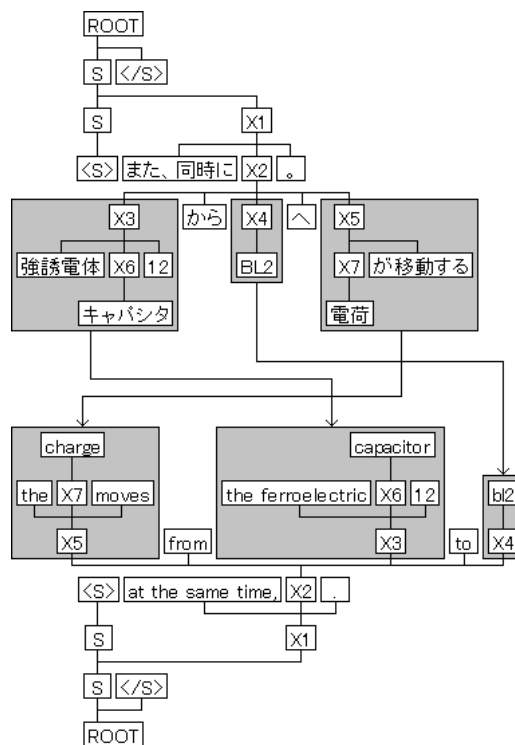 ROOT
S </S>
S X1
<S> また、同時に X2 。
X3 から X4 へ X5
強誘電体 X6 12 BL2 X7 が移動する
キャパシタ 電荷
charge capacitor
the X7 moves the ferroelectric X6 12 bl2
X5 from X3 to X4
<S> at the same time, X2 .
S X1
S </S>
ROOT